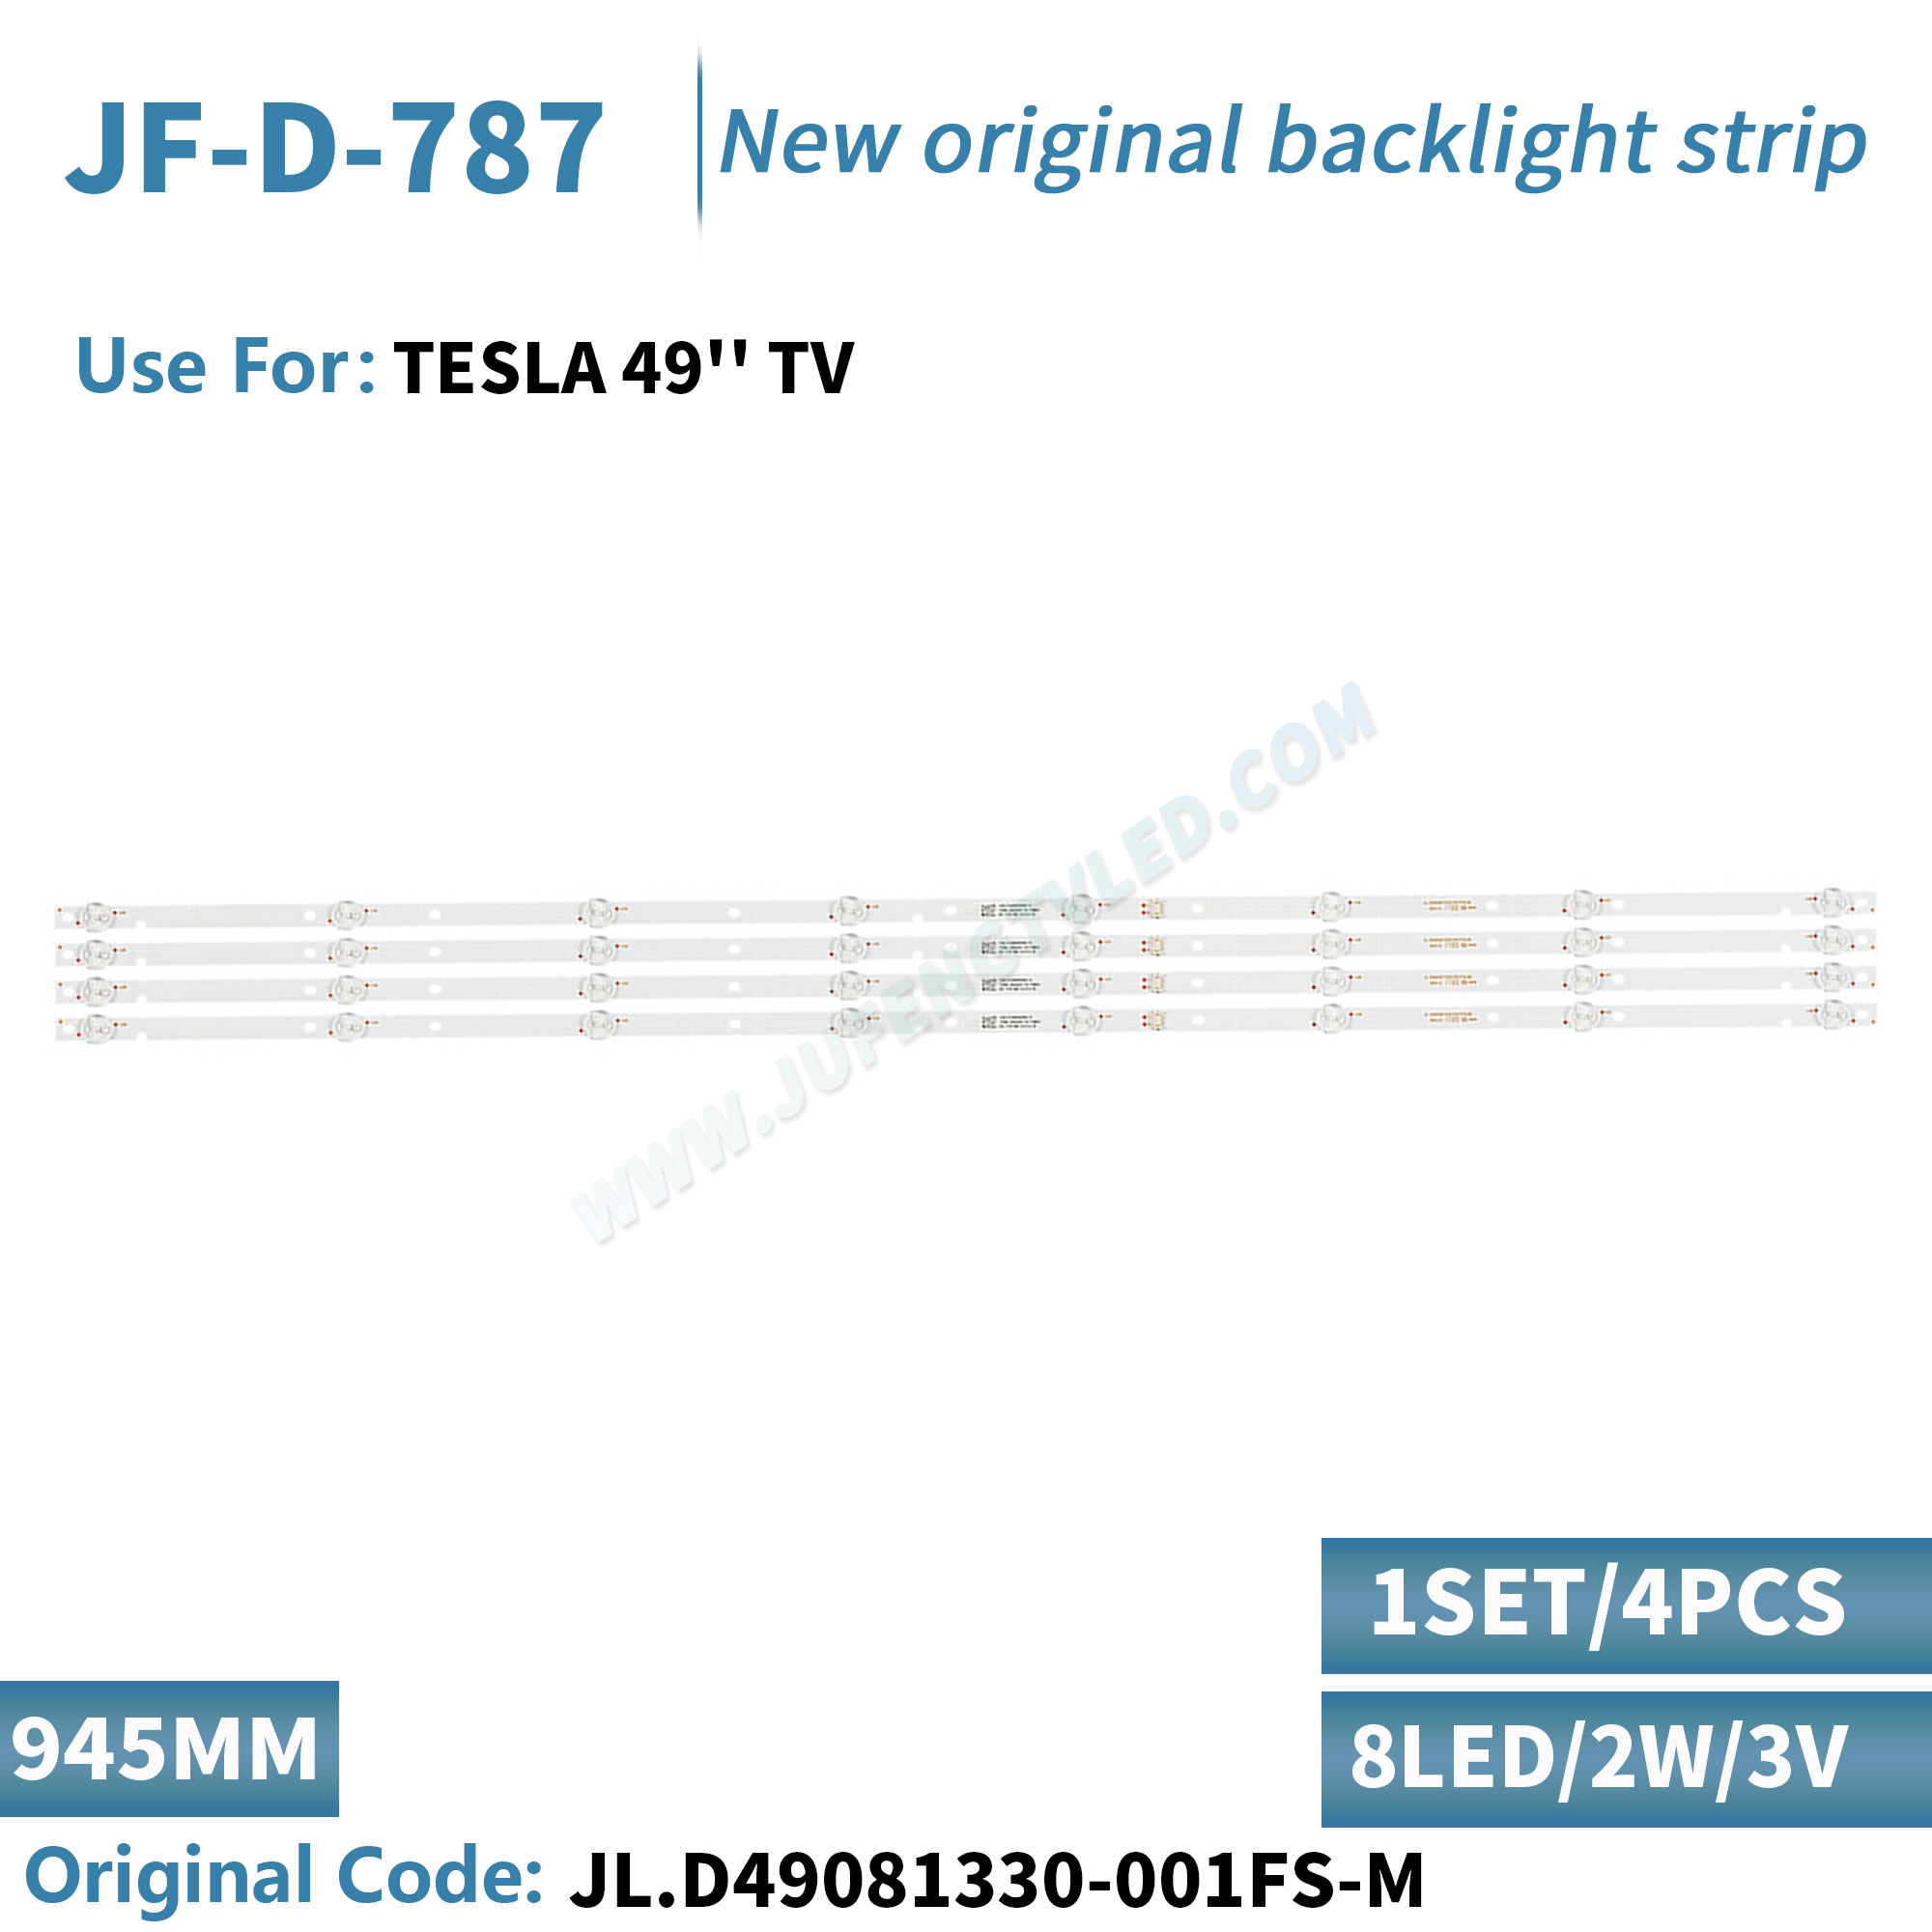 JF-D-787
New original backlight strip
Use For: TESLA 49'' TV
WWW.JUFENGTVLED.COM
1SET/4PCS
945MM
8LED/2W/3V
Original Code: JL.D49081330-001FS-M